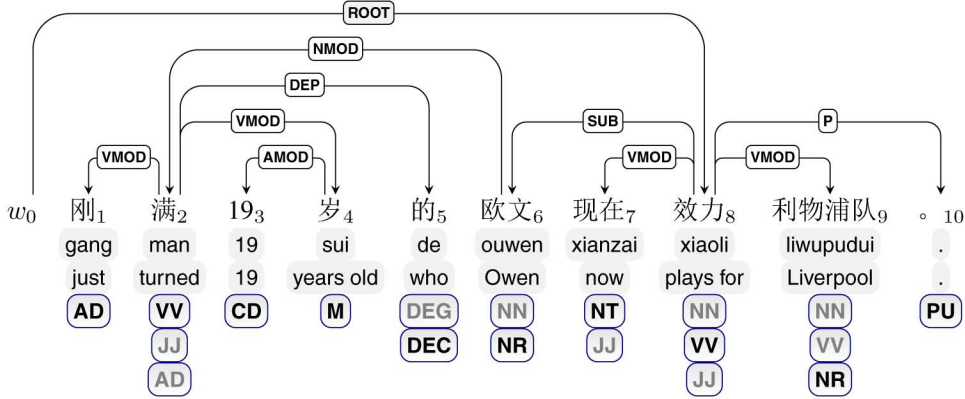 ROOT
NMOD
DEP
VMOD SUB P
VMOD AMOD VMOD VMOD
w0 刚1 满2 193 岁4 的5 欧文6 现在7 效力8 利物浦队9 。10
gang man 19 sui de ouwen xianzai xiaoli liwupudui .
just turned 19 years old who Owen now plays for Liverpool .
AD VV CD M DEG NN NT NN NN PU
JJ DEC NR JJ VV VV
AD JJ NR